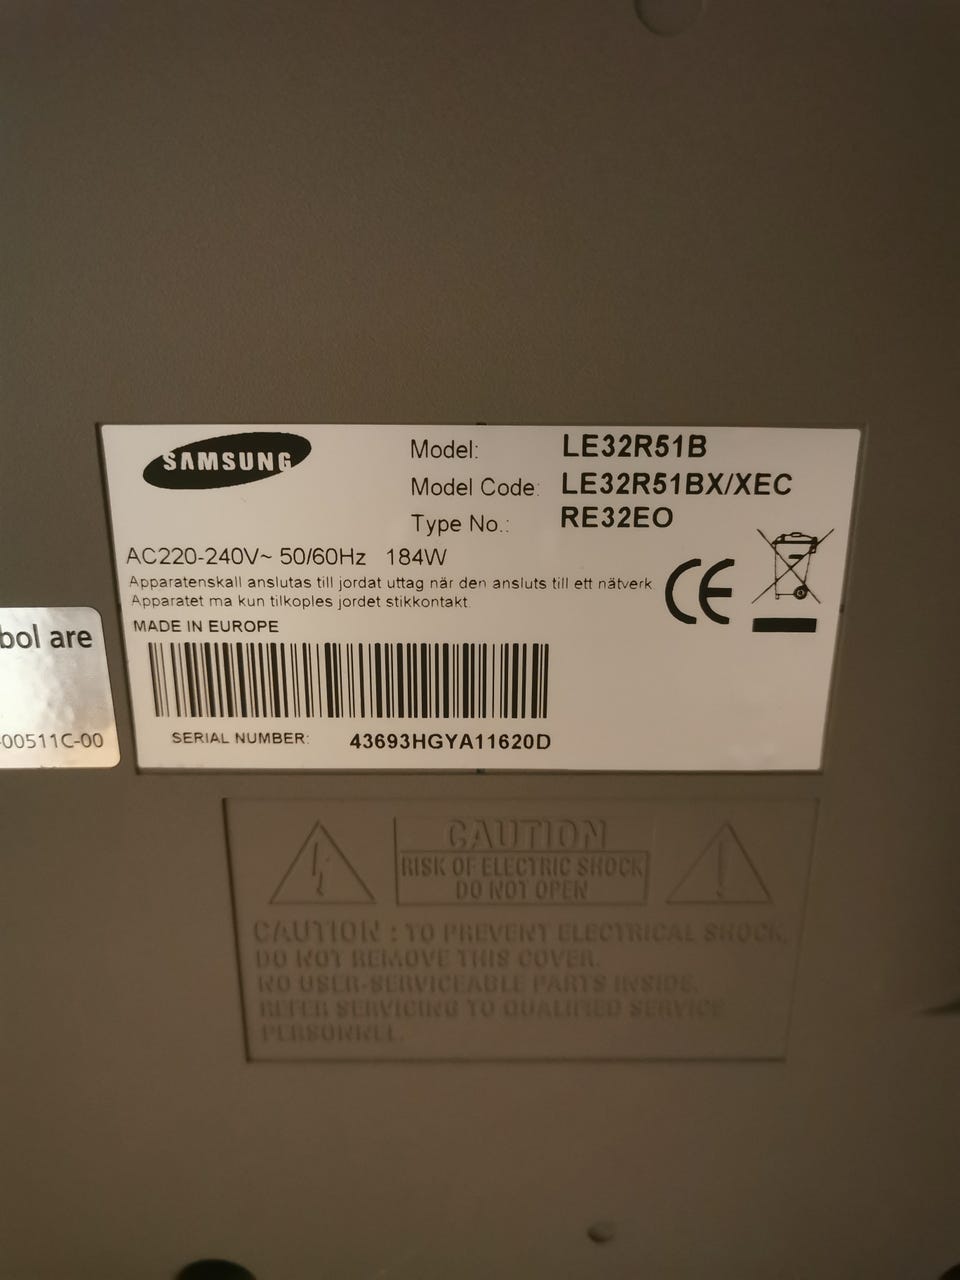 SAMSUNG
Model: LE32R51B
Model Code: LE32R51BX/XEC
Type No.: RE32EO
AC220-240V~ 50/60Hz 184W
Apparatenskall anslutas till jordat uttag när den ansluts till ett nätverk
Apparatet ma kun tilkoples jordet stikkontakt.
MADE IN EUROPE
CE
SERIAL NUMBER: 43693HGYA11620D
bol are
00511C-00
CAUTION
RISK OF ELECTRIC SHOCK
DO NOT OPEN
CAUTION : TO PREVENT ELECTRICAL SHOCK,
DO NOT REMOVE THIS COVER.
NO USER-SERVICEABLE PARTS INSIDE.
REFER SERVICING TO QUALIFIED SERVICE
PERSONNEL.